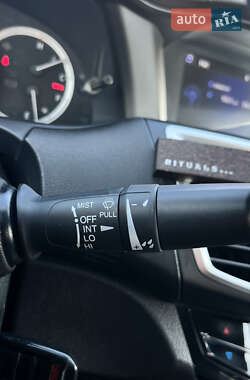 auto RIA
RITUALS...
MIST
PULL
OFF
INT
LO
HI